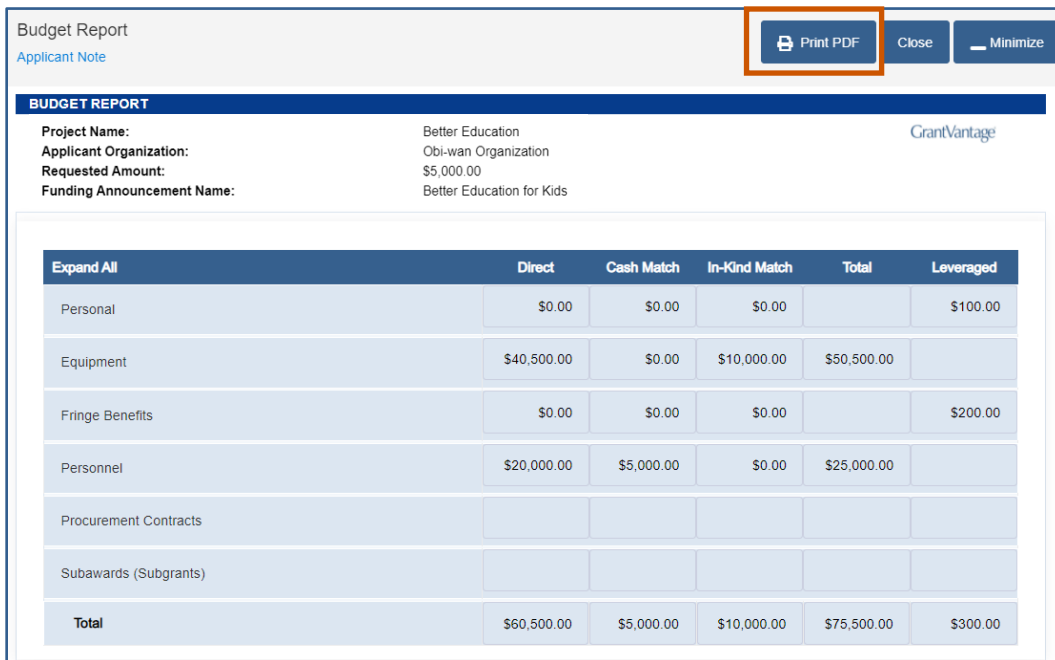 Budget Report
Applicant Note
Print PDF Close Minimize
BUDGET REPORT
Project Name: Better Education
GrantVantage
Applicant Organization: Obi-wan Organization
Requested Amount: $5,000.00
Funding Announcement Name: Better Education for Kids
Expand All Direct Cash Match In-Kind Match Total Leveraged
Personal $0.00 $0.00 $0.00 $100.00
Equipment $40,500.00 $0.00 $10,000.00 $50,500.00
Fringe Benefits $0.00 $0.00 $0.00 $200.00
Personnel $20,000.00 $5,000.00 $0.00 $25,000.00
Procurement Contracts
Subawards (Subgrants)
Total $60,500.00 $5,000.00 $10,000.00 $75,500.00 $300.00